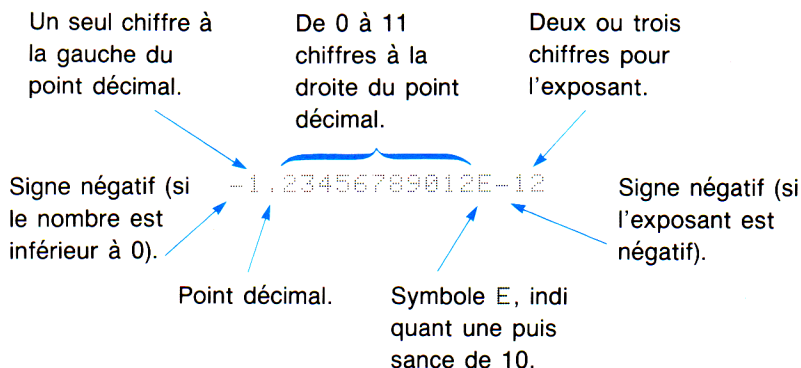 Un seul chiffre à
la gauche du
point décimal.
De 0 à 11
chiffres à la
droite du point
décimal.
Deux ou trois
chiffres pour
l'exposant.
-1.23456789012E-12
Signe négatif (si
le nombre est
inférieur à 0).
Signe négatif (si
l'exposant est
négatif).
Point décimal.
Symbole E, indi
quant une puis
sance de 10.